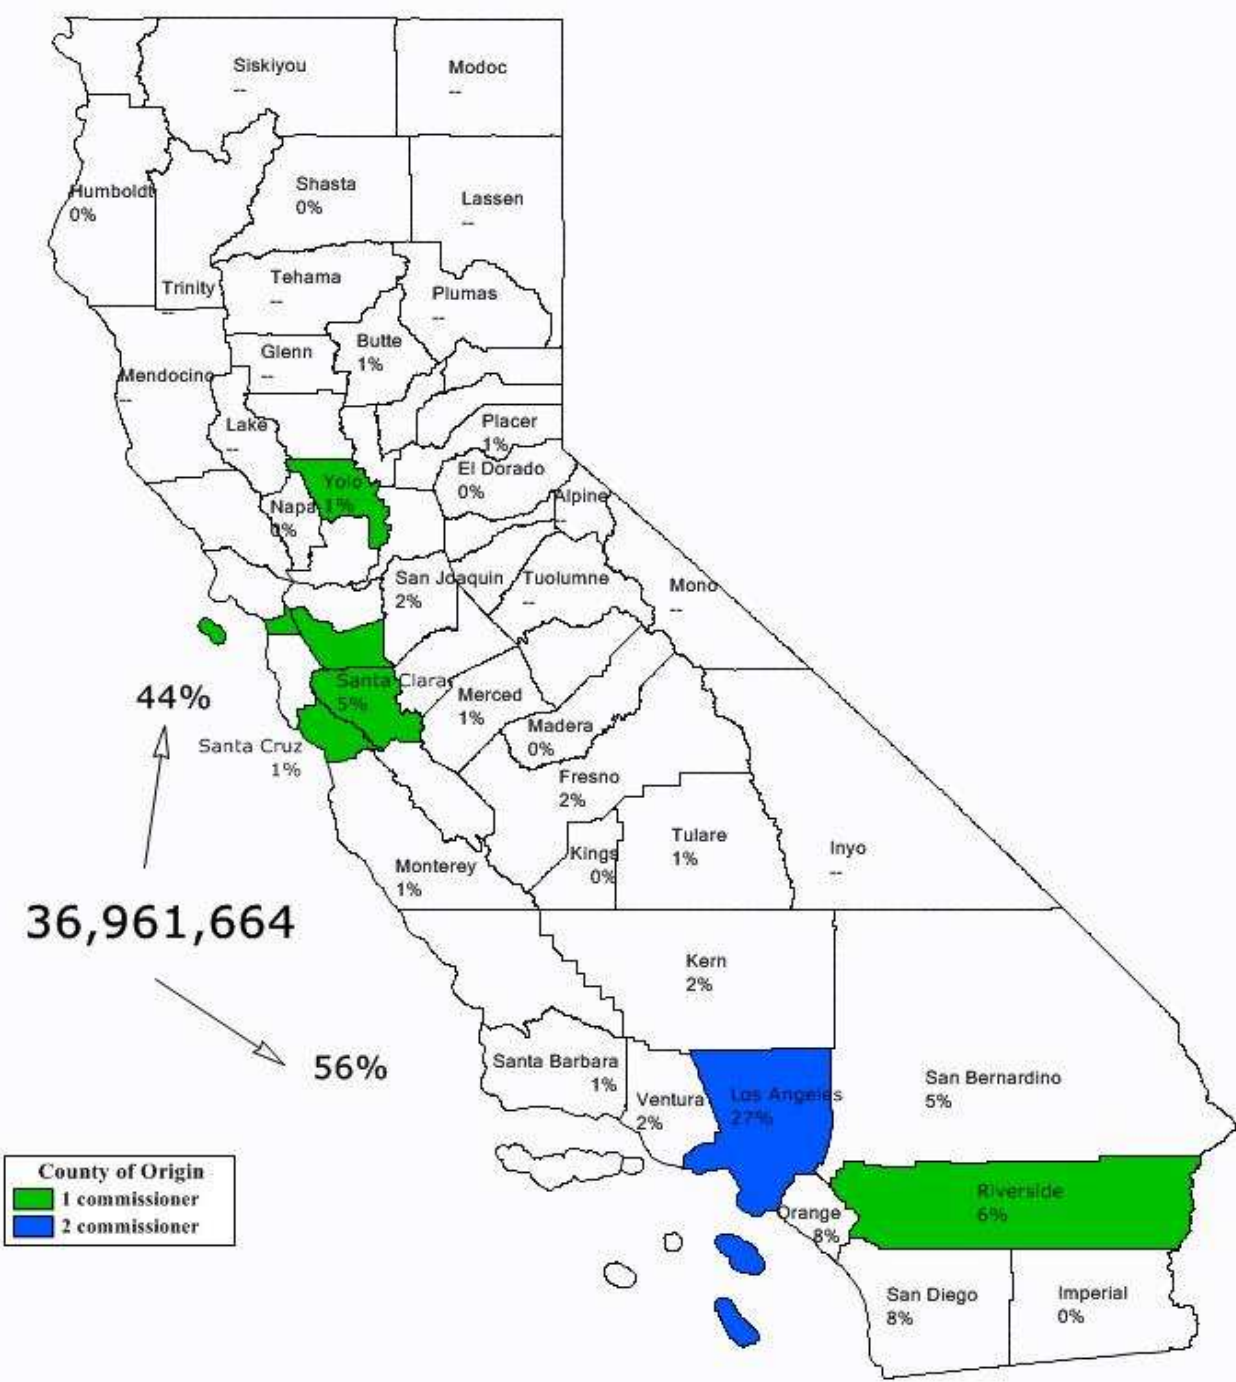 Siskiyou
--
Modoc
--
Humboldt
0%
Shasta
0%
Lassen
--
Trinity
--
Tehama
--
Plumas
--
Glenn
--
Butte
1%
Mendocino
--
Lake
--
Placer
1%
Yolo
1%
El Dorado
0%
Napa
0%
Alpine
--
San Joaquin
2%
Tuolumne
--
Mono
--
44%
Santa Clara
5%
Merced
1%
Santa Cruz
1%
Madera
0%
Fresno
2%
Kings
0%
Tulare
1%
Inyo
--
Monterey
1%
36,961,664
Kern
2%
56%
Santa Barbara
1%
Ventura
2%
Los Angeles
27%
San Bernardino
5%
County of Origin
1 commissioner
2 commissioner
Orange
8%
Riverside
6%
San Diego
8%
Imperial
0%